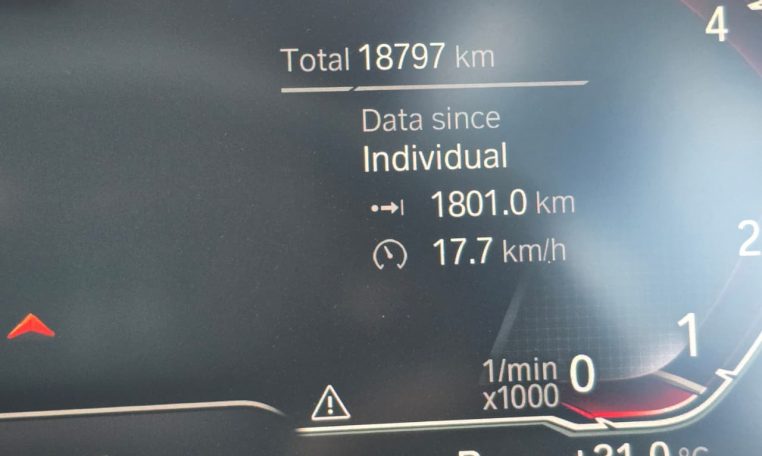 4
Total 18797 km
Data since
Individual
1801.0 km
17.7 km/h
2
1
1/min 0
x1000